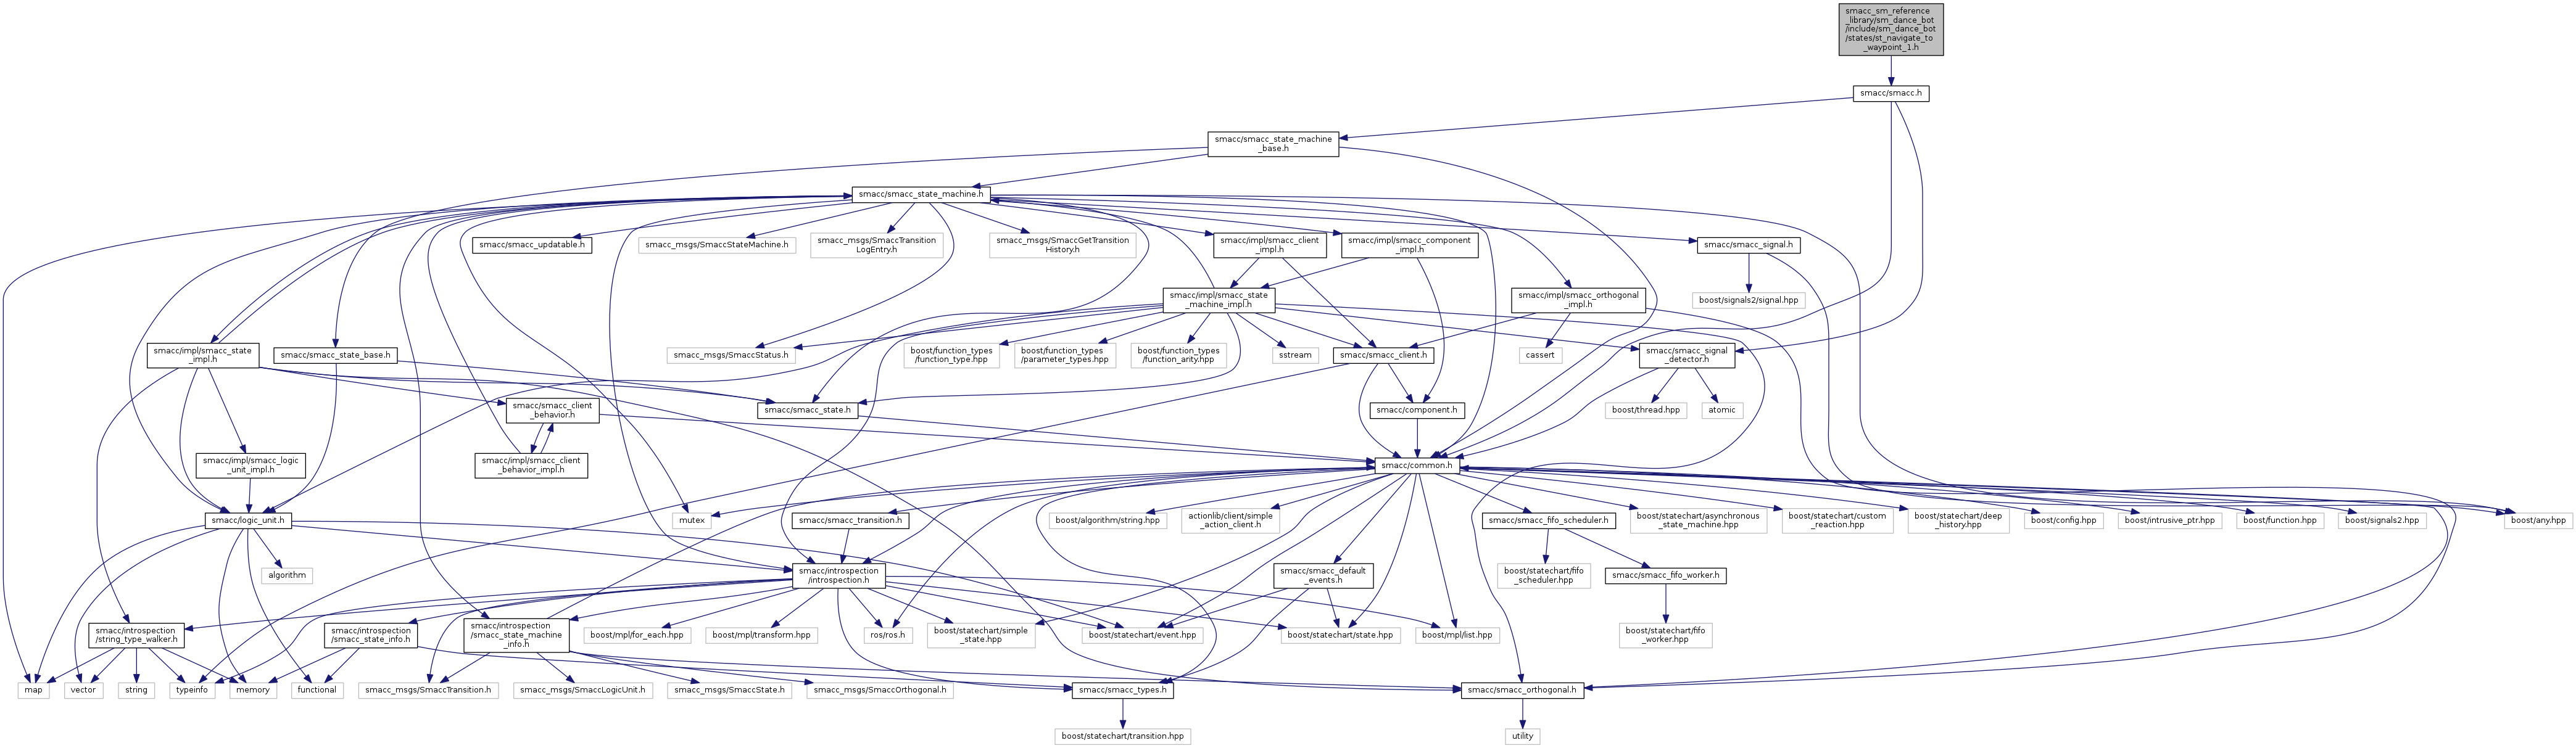 smacc_sm_reference
_library/sm_dance_bot
/include/sm_dance_bot
/states/st_navigate_to
_waypoint_1.h
smacc/smacc.h
smacc/smacc_state_machine
_base.h
smacc/smacc_state_machine.h
smacc/smacc_updatable.h
smacc_msgs/SmaccStateMachine.h
smacc_msgs/SmaccTransition
LogEntry.h
smacc_msgs/SmaccGetTransition
History.h
smacc/impl/smacc_client
_impl.h
smacc/impl/smacc_component
_impl.h
smacc/smacc_signal.h
smacc/impl/smacc_state
_machine_impl.h
smacc/impl/smacc_orthogonal
_impl.h
boost/signals2/signal.hpp
smacc/impl/smacc_state
_impl.h
smacc/smacc_state_base.h
smacc_msgs/SmaccStatus.h
boost/function_types
/function_type.hpp
boost/function_types
/parameter_types.hpp
boost/function_types
/function_arity.hpp
sstream
smacc/smacc_client.h
cassert
smacc/smacc_signal
_detector.h
smacc/smacc_client
_behavior.h
smacc/smacc_state.h
smacc/component.h
boost/thread.hpp
atomic
smacc/impl/smacc_logic
_unit_impl.h
smacc/impl/smacc_client
_behavior_impl.h
smacc/common.h
smacc/logic_unit.h
mutex
smacc/smacc_transition.h
boost/algorithm/string.hpp
actionlib/client/simple
_action_client.h
smacc/smacc_fifo_scheduler.h
boost/statechart/asynchronous
_state_machine.hpp
boost/statechart/custom
_reaction.hpp
boost/statechart/deep
_history.hpp
boost/config.hpp
boost/intrusive_ptr.hpp
boost/function.hpp
boost/signals2.hpp
boost/any.hpp
algorithm
smacc/introspection
/introspection.h
smacc/smacc_default
_events.h
boost/statechart/fifo
_scheduler.hpp
smacc/smacc_fifo_worker.h
smacc/introspection
/string_type_walker.h
smacc/introspection
/smacc_state_info.h
smacc/introspection
/smacc_state_machine
_info.h
boost/mpl/for_each.hpp
boost/mpl/transform.hpp
ros/ros.h
boost/statechart/simple
_state.hpp
boost/statechart/event.hpp
boost/statechart/state.hpp
boost/mpl/list.hpp
boost/statechart/fifo
_worker.hpp
map
vector
string
typeinfo
memory
functional
smacc_msgs/SmaccTransition.h
smacc_msgs/SmaccLogicUnit.h
smacc_msgs/SmaccState.h
smacc_msgs/SmaccOrthogonal.h
smacc/smacc_types.h
smacc/smacc_orthogonal.h
boost/statechart/transition.hpp
utility